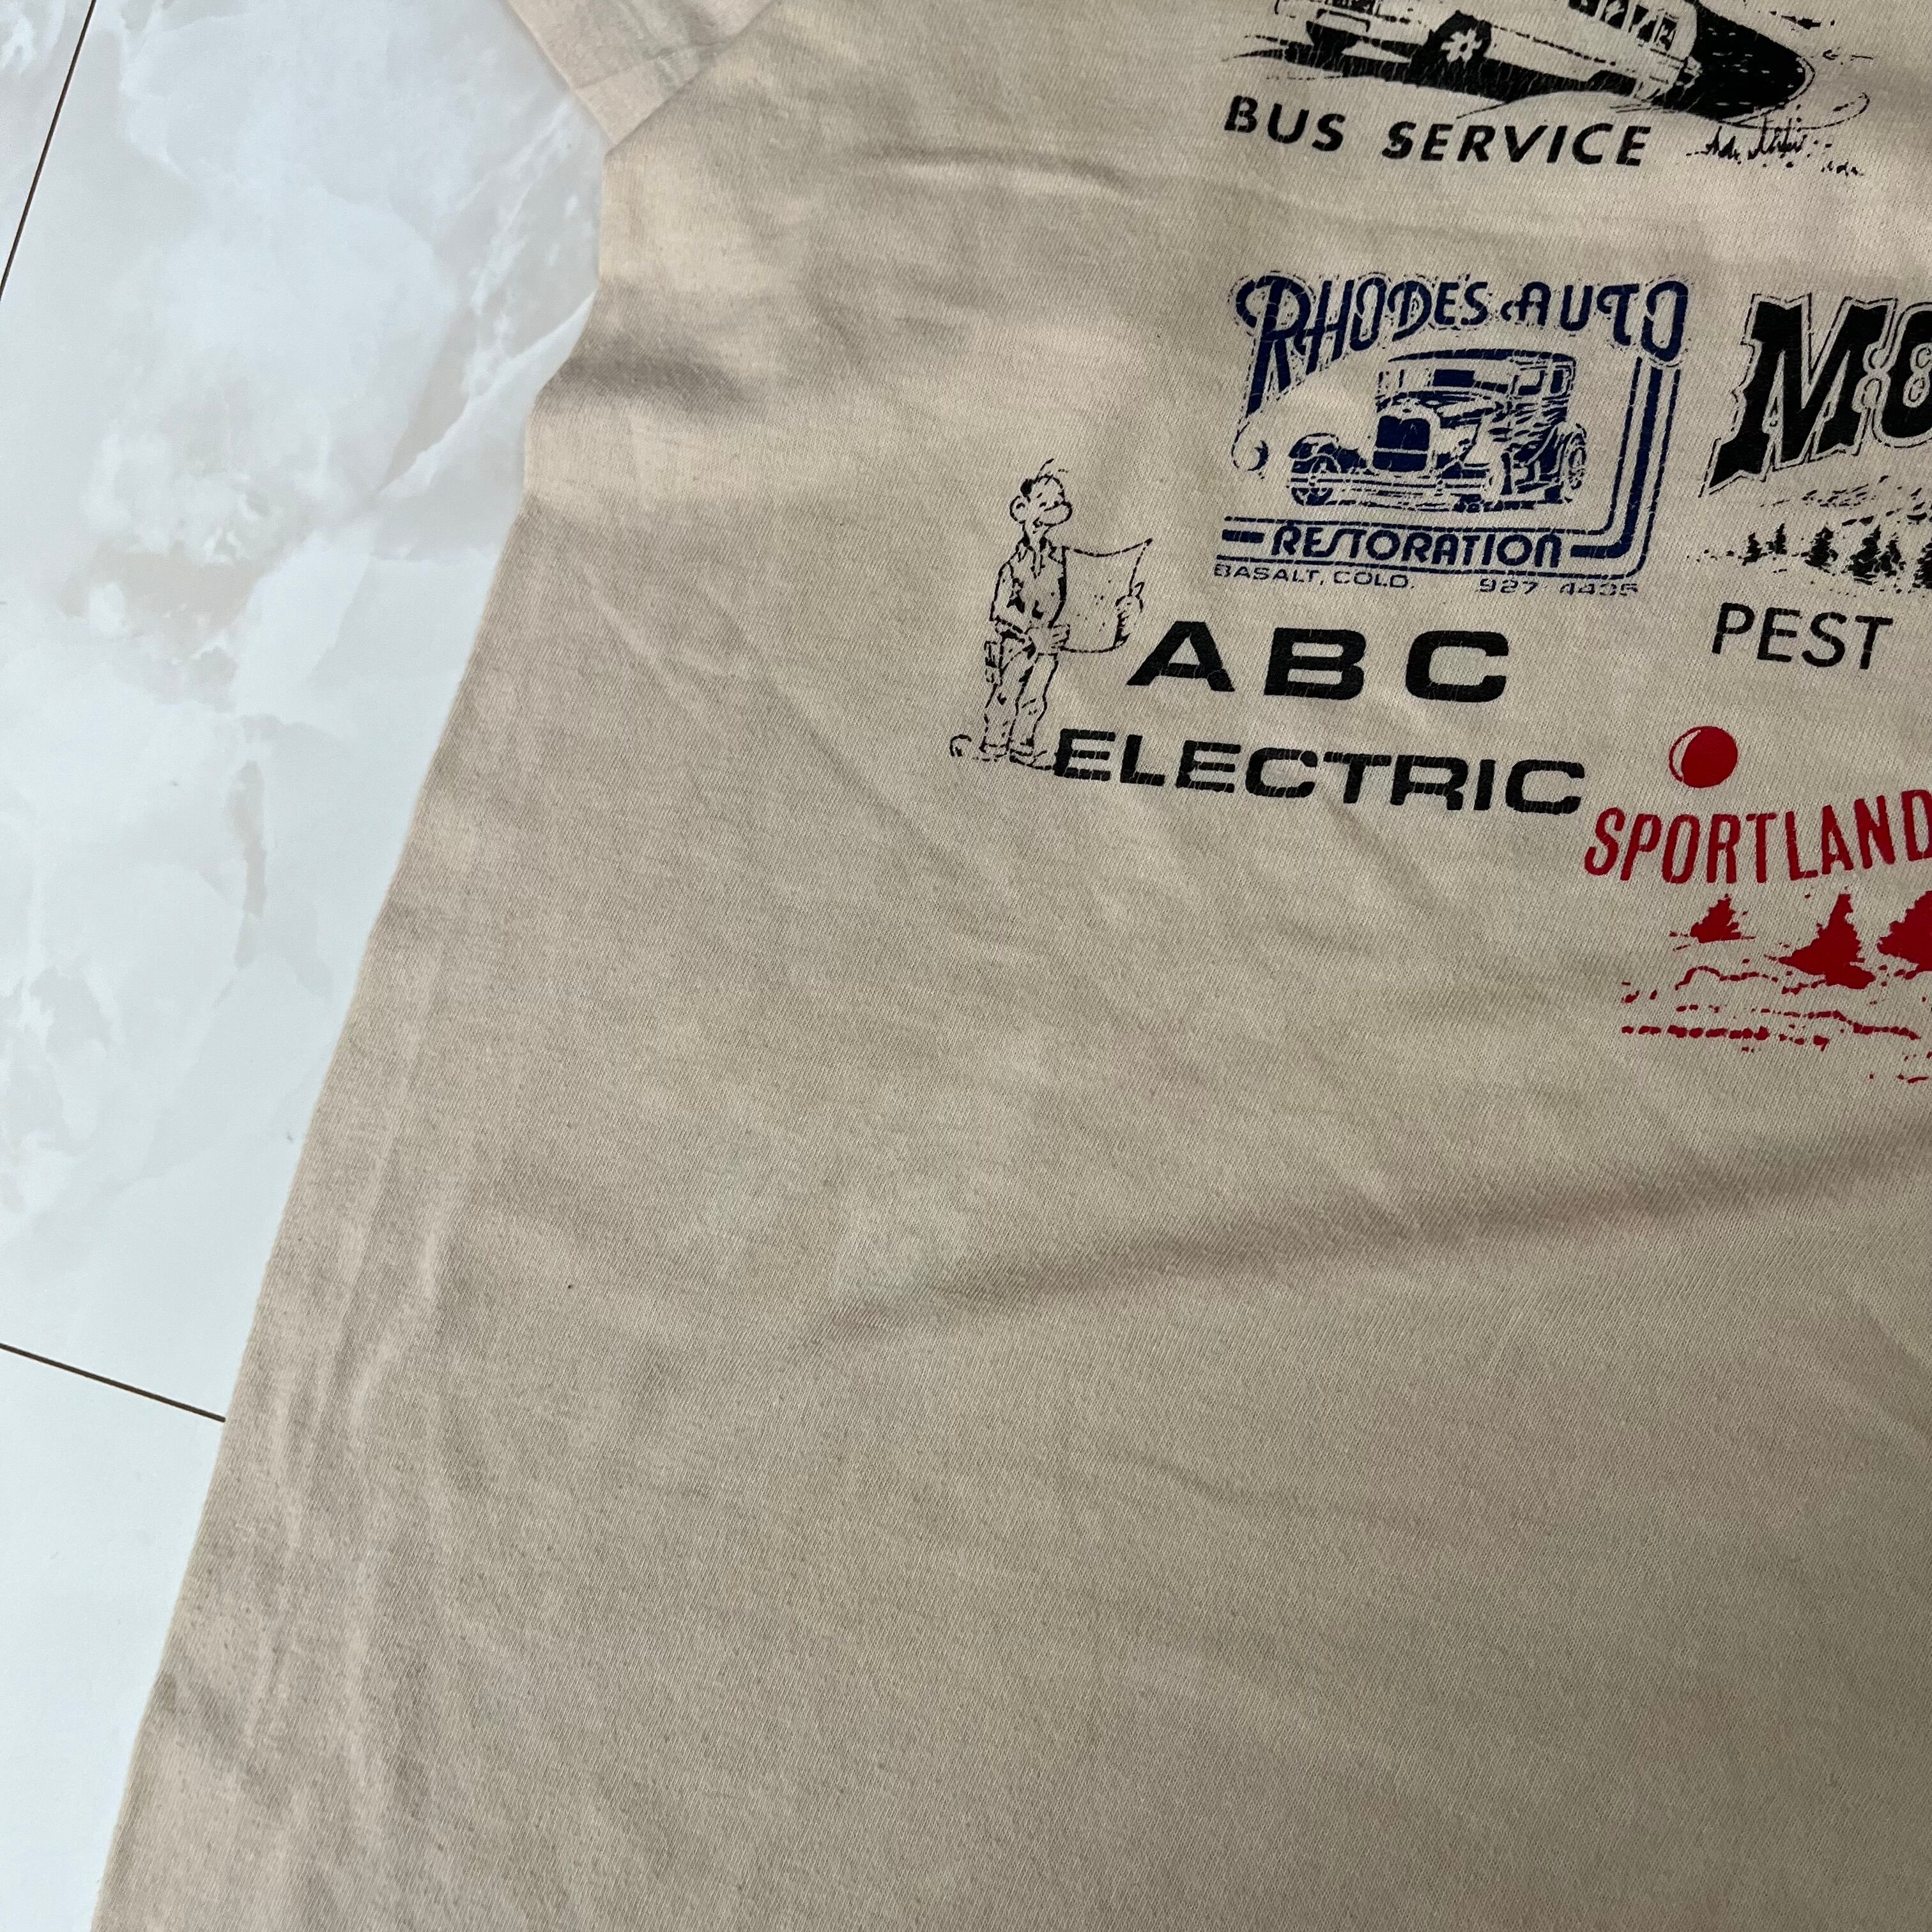 BUS SERVICE
RHODES AUTO
RESTORATION
BASALT, COLO. 927 4435
PEST
ABC
ELECTRIC
SPORTLAND